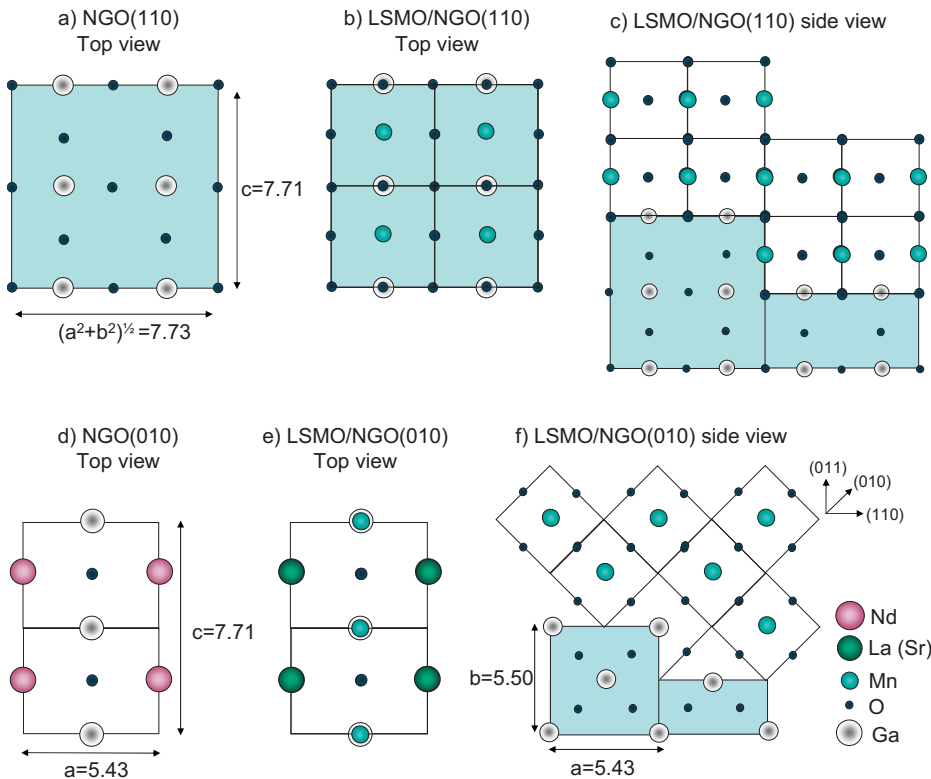 a) NGO(110)
Top view
b) LSMO/NGO(110)
Top view
c) LSMO/NGO(110) side view
c=7.71
(a²+b²)^½ =7.73
d) NGO(010)
Top view
e) LSMO/NGO(010)
Top view
f) LSMO/NGO(010) side view
(011)
(010)
(110)
c=7.71
a=5.43
b=5.50
a=5.43
Nd
La (Sr)
Mn
O
Ga